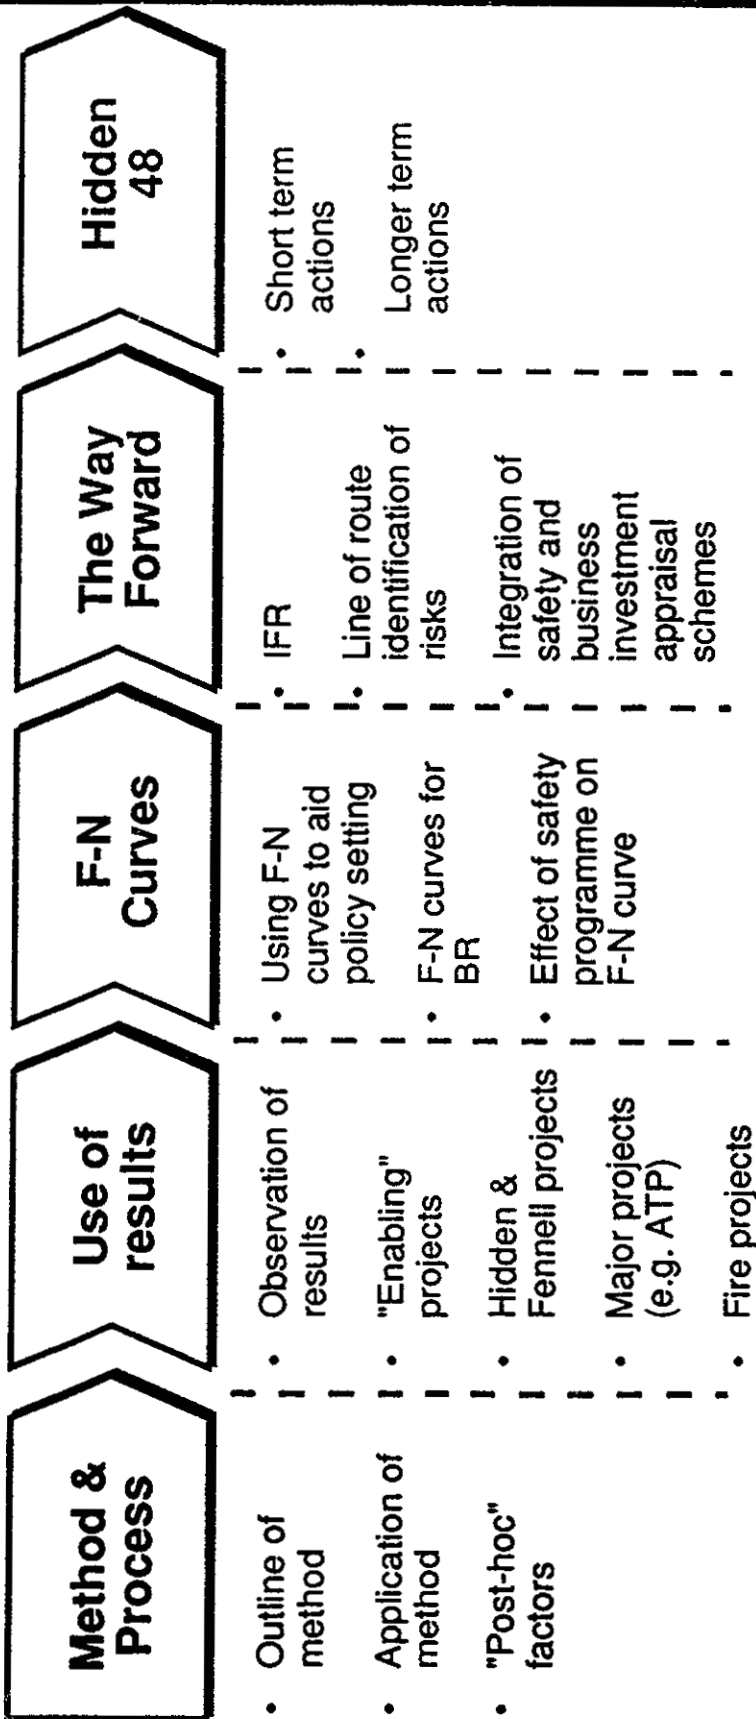 Method &
Process
• Outline of
method
• Application of
method
• "Post-hoc"
factors
Use of
results
• Observation of
results
• "Enabling"
projects
• Hidden &
Fennell projects
• Major projects
(e.g. ATP)
• Fire projects
F-N
Curves
• Using F-N
curves to aid
policy setting
• F-N curves for
BR
• Effect of safety
programme on
F-N curve
The Way
Forward
• IFR
• Line of route
identification of
risks
• Integration of
safety and
business
investment
appraisal
schemes
Hidden
48
• Short term
actions
• Longer term
actions